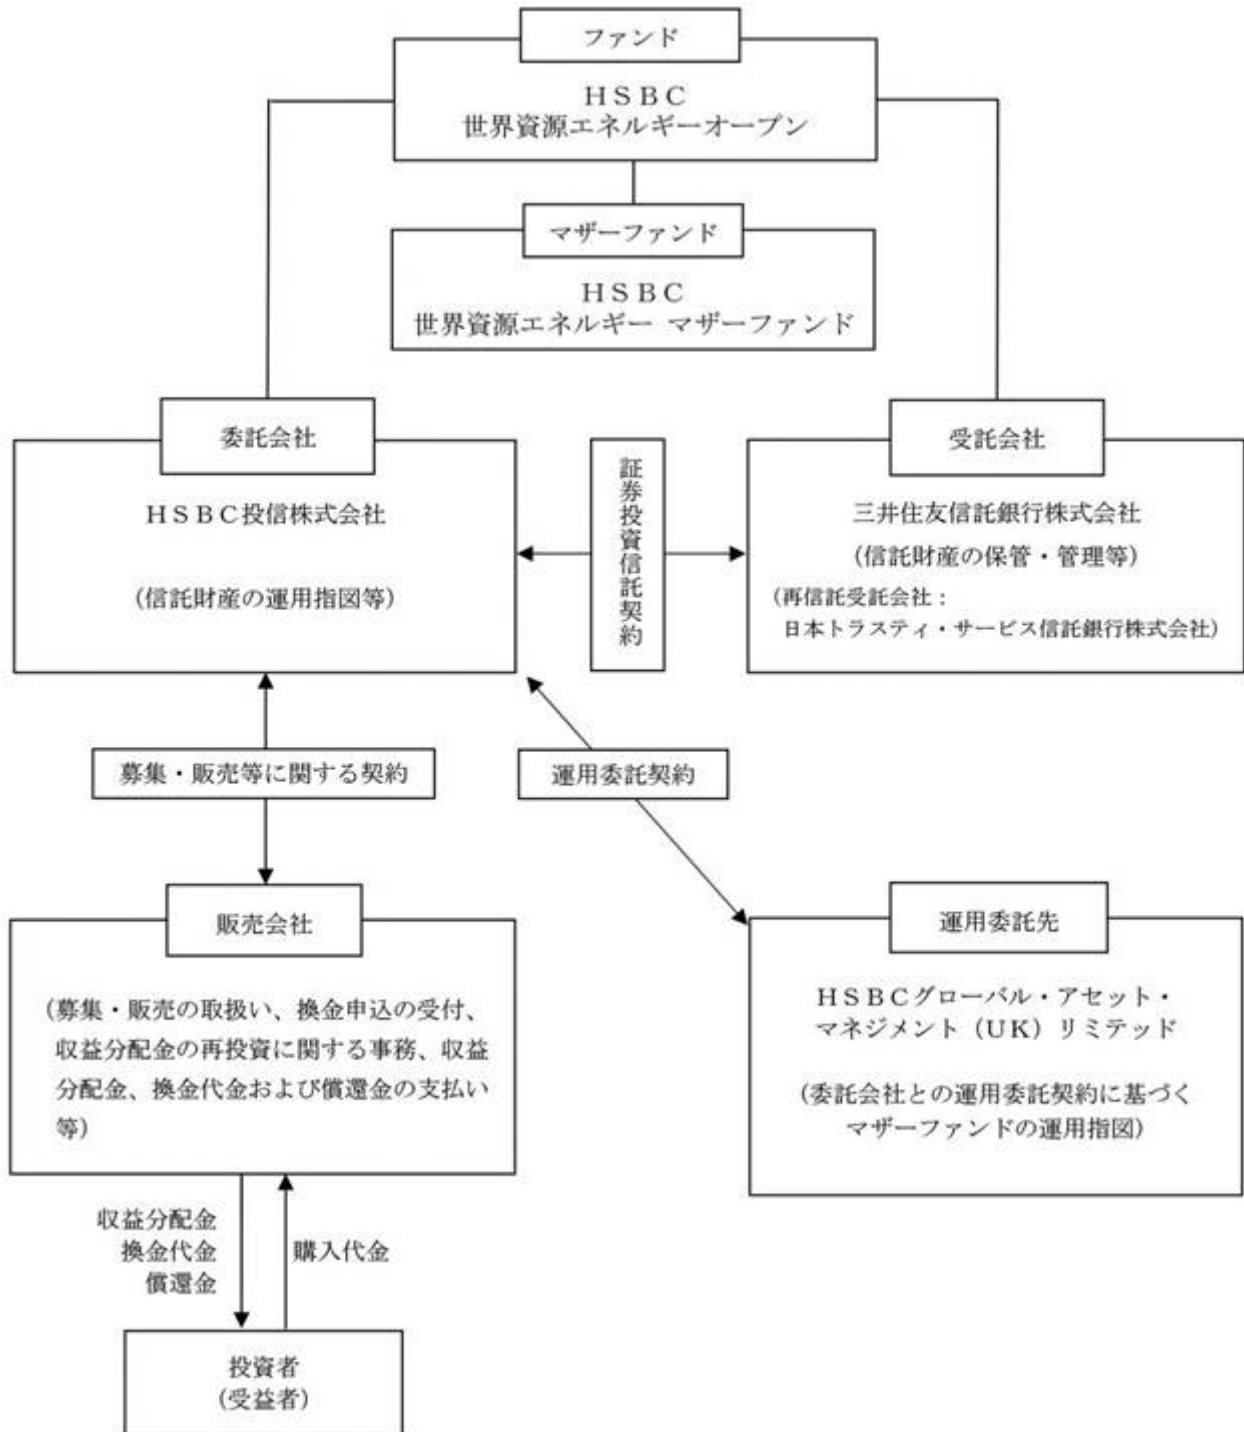 ファンド
ＨＳＢＣ
世界資源エネルギーオープン
マザーファンド
ＨＳＢＣ
世界資源エネルギー マザーファンド
委託会社
ＨＳＢＣ投信株式会社
（信託財産の運用指図等）
証券投資信託契約
受託会社
三井住友信託銀行株式会社
（信託財産の保管・管理等）
（再信託受託会社：
日本トラスティ・サービス信託銀行株式会社）
募集・販売等に関する契約
運用委託契約
販売会社
（募集・販売の取扱い、換金申込の受付、
収益分配金の再投資に関する事務、収益
分配金、換金代金および償還金の支払い
等）
運用委託先
ＨＳＢＣグローバル・アセット・
マネジメント（ＵＫ）リミテッド
（委託会社との運用委託契約に基づく
マザーファンドの運用指図）
収益分配金
換金代金
償還金
購入代金
投資者
（受益者）